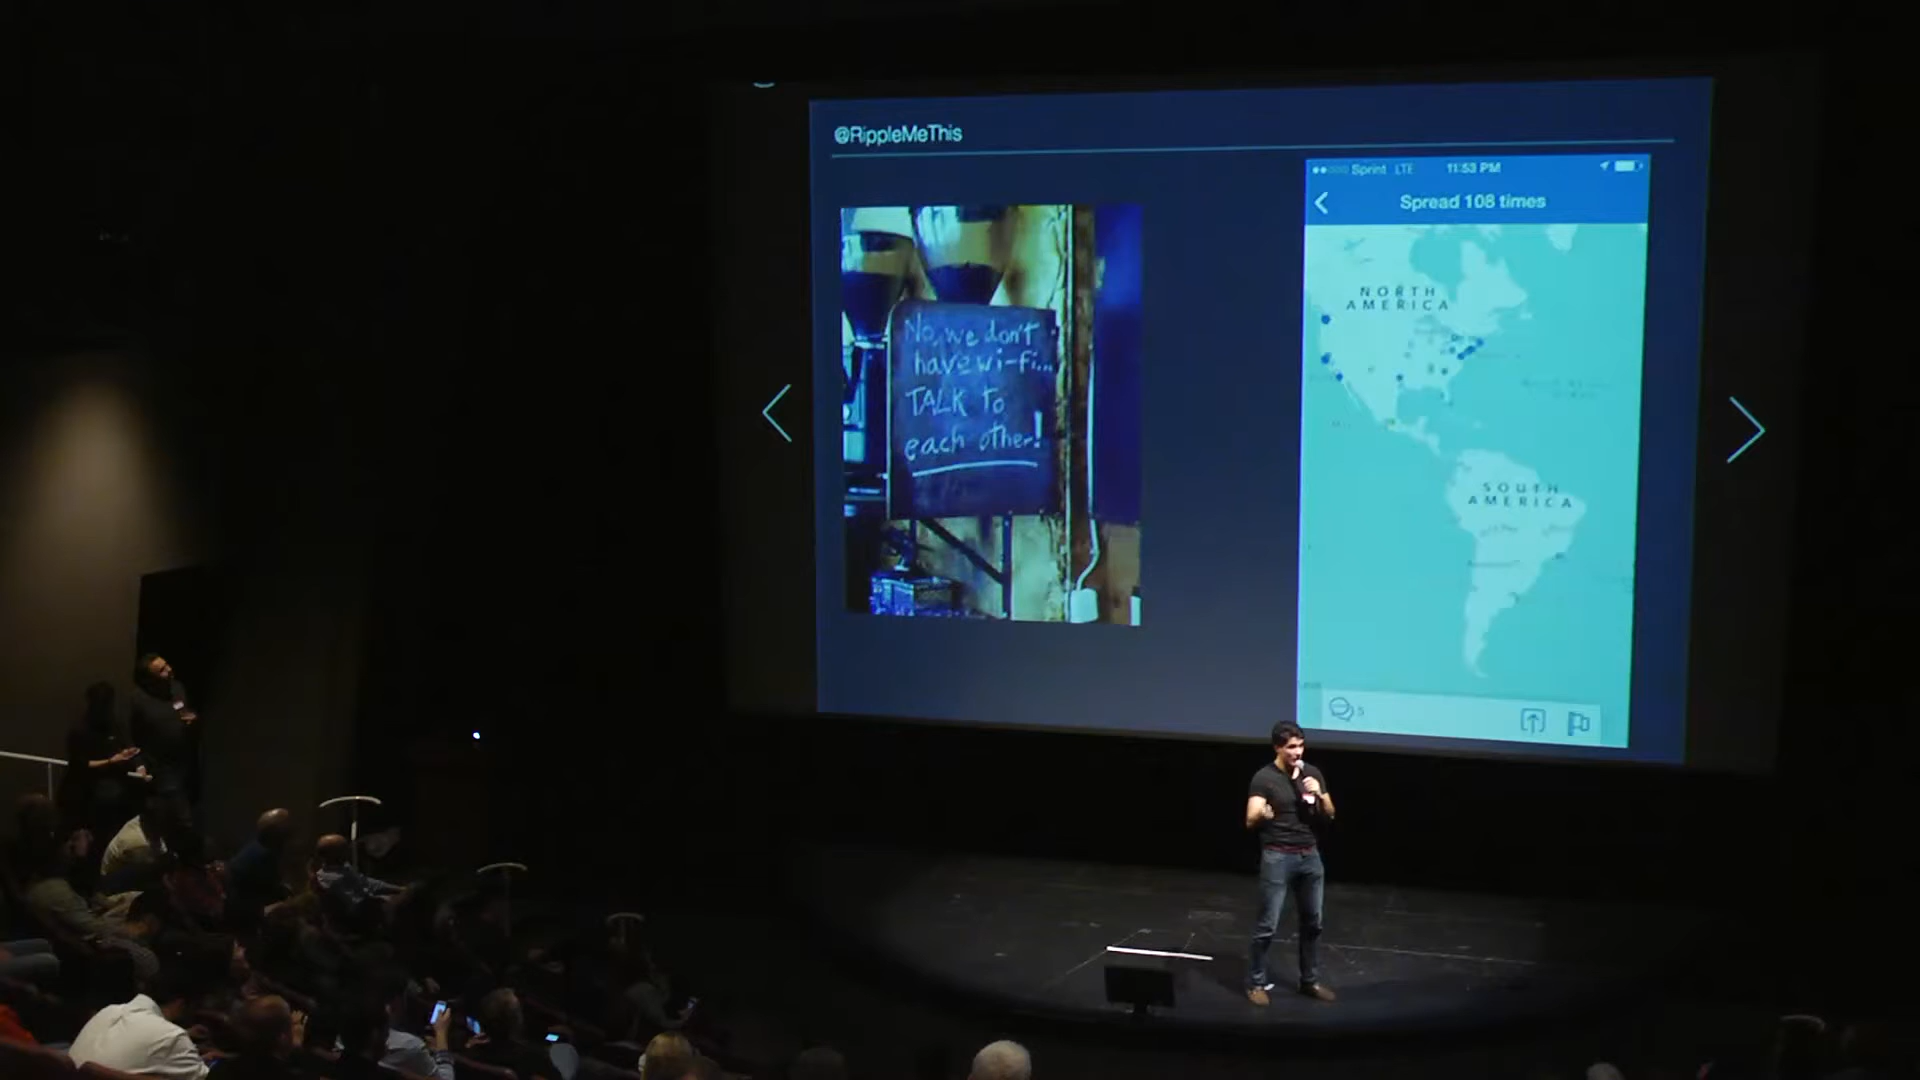 @RippleMeThis
No, we don't
have wi-fi...
TALK to
each other!
Sprint LTE 11:53 PM
Spread 108 times
NORTH
AMERICA
SOUTH
AMERICA
5